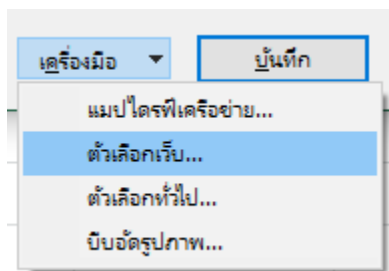 เครื่องมือ บันทึก
แมปไดรฟ์เครือข่าย...
ตัวเลือกเว็บ...
ตัวเลือกทั่วไป...
บีบอัดรูปภาพ...